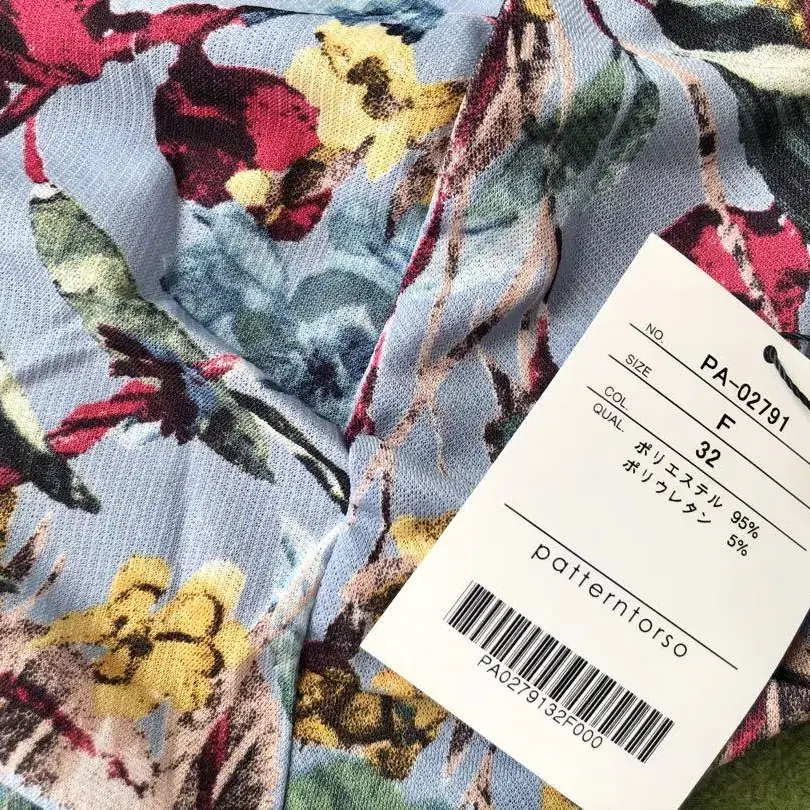 NO. PA-02791
SIZE F
COL. 32
QUAL ポリエステル 95%
ポリウレタン 5%
patterntorso
PA0279132F000